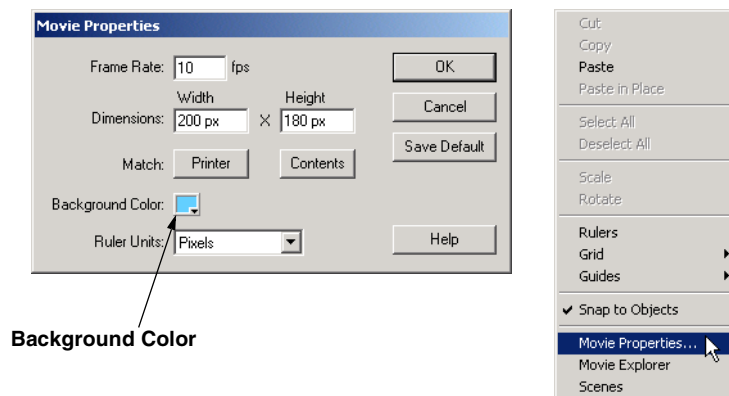 Movie Properties
Frame Rate: 10 fps
OK
Width Height
Dimensions: 200 px X 180 px
Cancel
Match: Printer Contents
Save Default
Background Color:
Ruler Units: Pixels
Help
Background Color
Cut
Copy
Paste
Paste in Place
Select All
Deselect All
Scale
Rotate
Rulers
Grid
Guides
Snap to Objects
Movie Properties...
Movie Explorer
Scenes